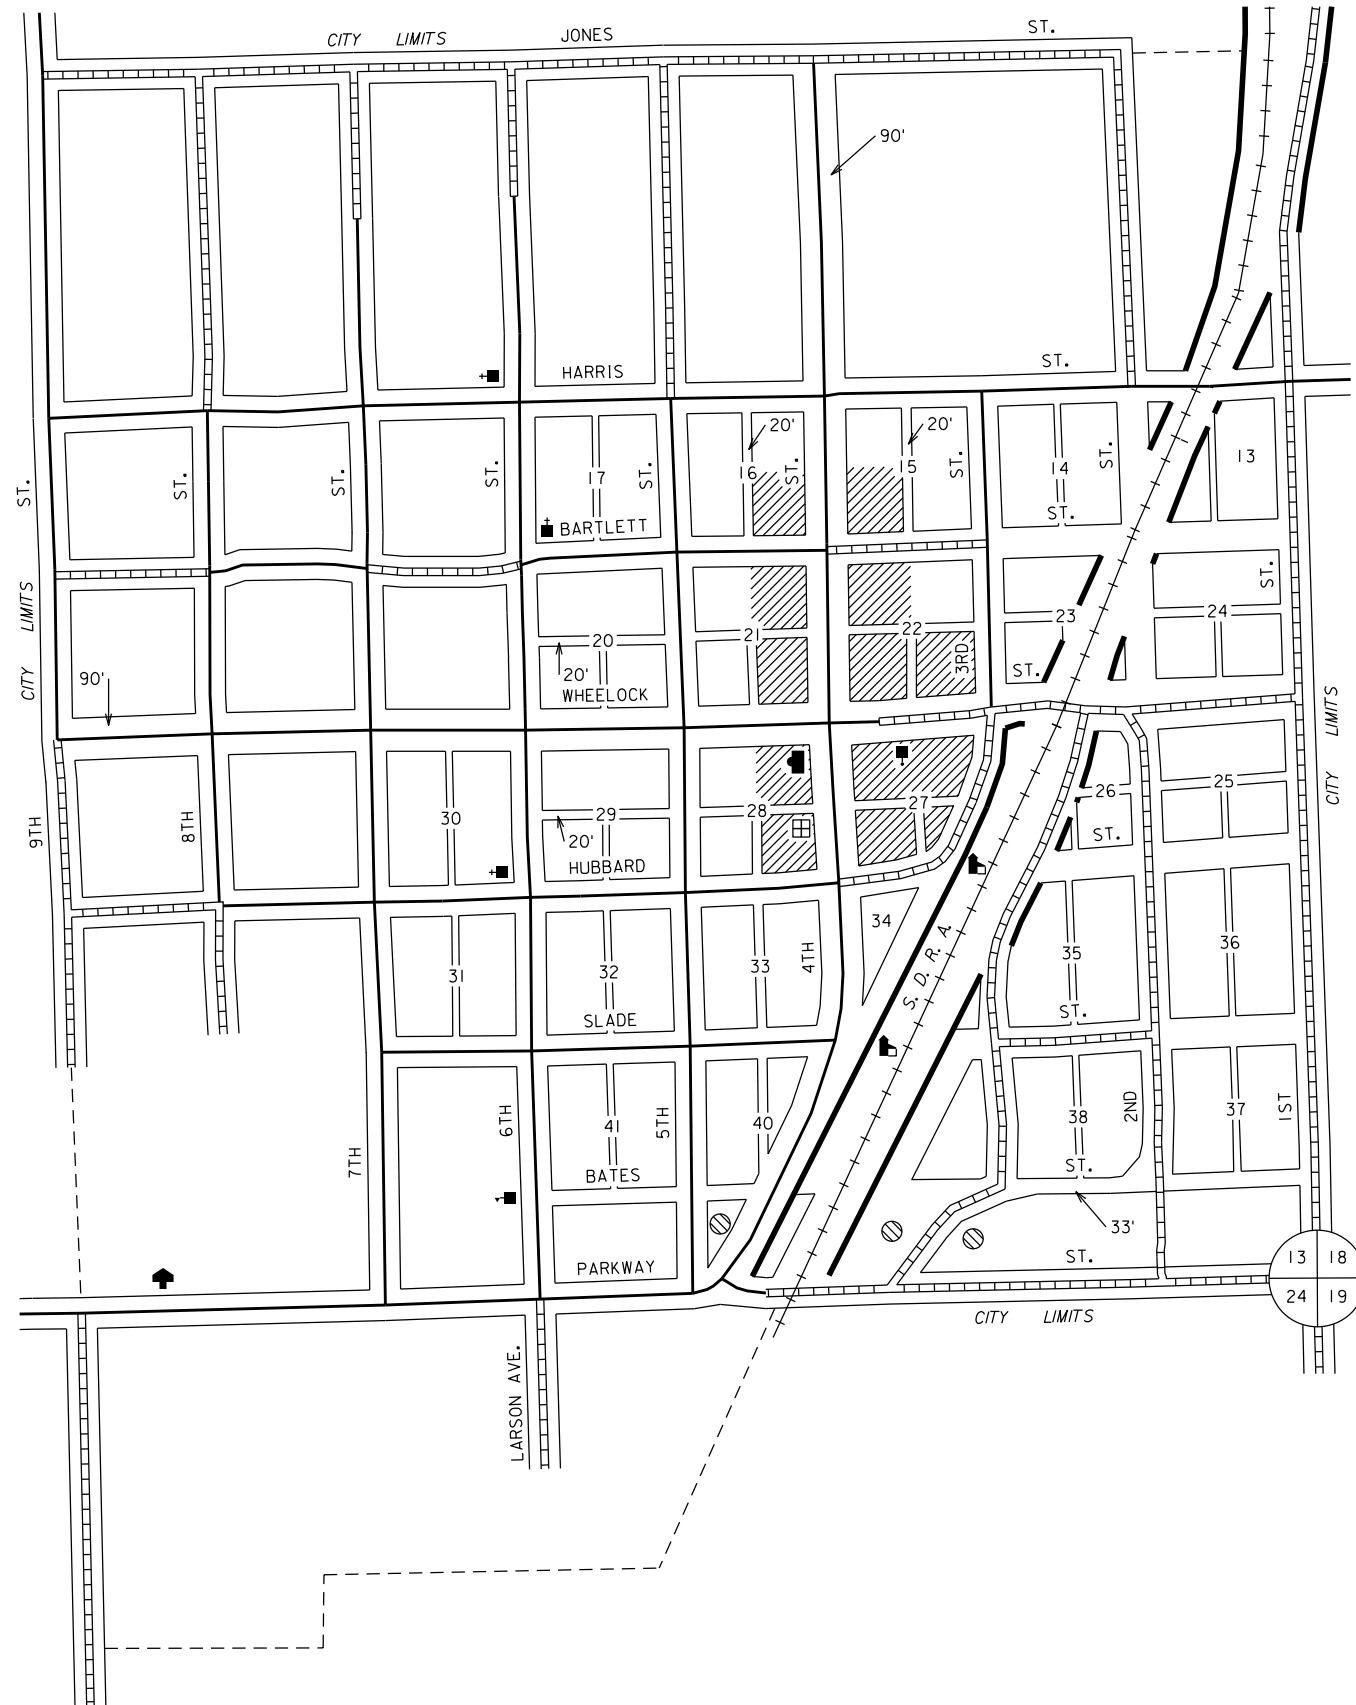 CITY LIMITS JONES ST.
90'
HARRIS ST.
20' 20'
ST. ST. ST. ST. 17 ST. 16 ST. 15 ST. 14 ST. 13
BARTLETT ST.
CITY LIMITS
ST.
20 21 22 23 24
90' 20' 3RD ST.
WHEELOCK
CITY LIMITS
9TH 8TH 30 29 28 27 26 25
20'
HUBBARD ST.
34
31 32 33 4TH S. D. R. A. 35 36
SLADE ST.
7TH 6TH 41 5TH 40 38 2ND 37 1ST
BATES ST.
33'
PARKWAY ST.
13 18
24 19
CITY LIMITS
LARSON AVE.